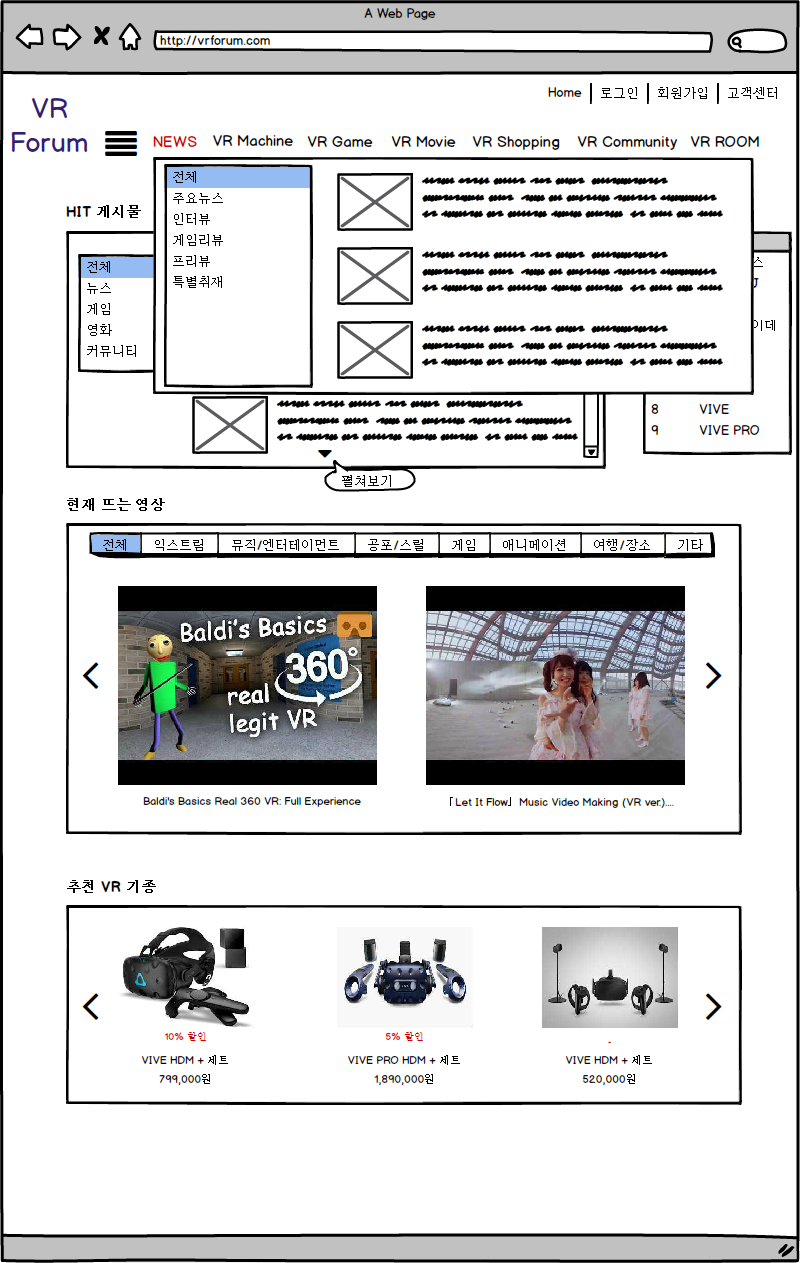 A Web Page
http://vrforum.com
Home 로그인 회원가입 고객센터
VR
Forum
NEWS VR Machine VR Game VR Movie VR Shopping VR Community VR ROOM
전체
주요뉴스
인터뷰
게임리뷰
프리뷰
특별취재
HIT 게시물
전체
뉴스
게임
영화
커뮤니티
스
이데
8 VIVE
9 VIVE PRO
펼쳐보기
현재 뜨는 영상
전체 익스트림 뮤직/엔터테이먼트 공포/스릴 게임 애니메이션 여행/장소 기타
Baldi's Basics
360°
real
legit VR
Baldi's Basics Real 360 VR: Full Experience
「Let It Flow」 Music Video Making (VR ver.)....
추천 VR 기종
10% 할인
VIVE HDM + 세트
799,000원
5% 할인
VIVE PRO HDM + 세트
1,890,000원
-
VIVE HDM + 세트
520,000원